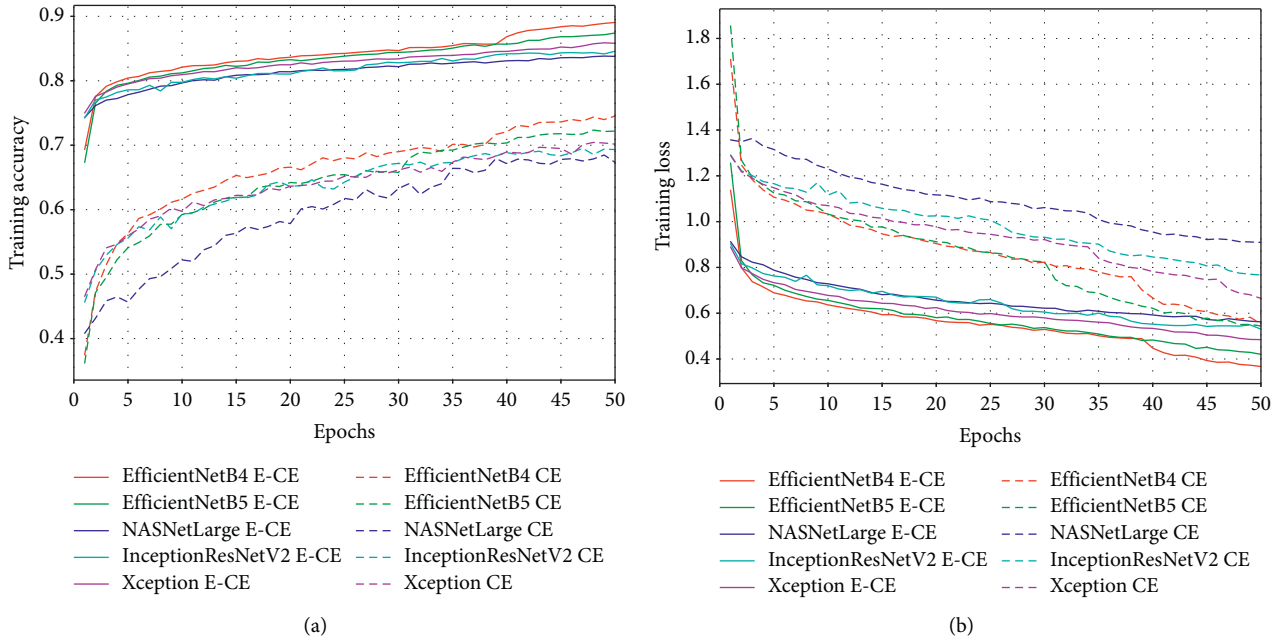 Training accuracy
0.9
0.8
0.7
0.6
0.5
0.4
0 5 10 15 20 25 30 35 40 45 50
Epochs
EfficientNetB4 E-CE
EfficientNetB5 E-CE
NASNetLarge E-CE
InceptionResNetV2 E-CE
Xception E-CE
EfficientNetB4 CE
EfficientNetB5 CE
NASNetLarge CE
InceptionResNetV2 CE
Xception CE
(a)
Training loss
1.8
1.6
1.4
1.2
1.0
0.8
0.6
0.4
0 5 10 15 20 25 30 35 40 45 50
Epochs
EfficientNetB4 E-CE
EfficientNetB5 E-CE
NASNetLarge E-CE
InceptionResNetV2 E-CE
Xception E-CE
EfficientNetB4 CE
EfficientNetB5 CE
NASNetLarge CE
InceptionResNetV2 CE
Xception CE
(b)